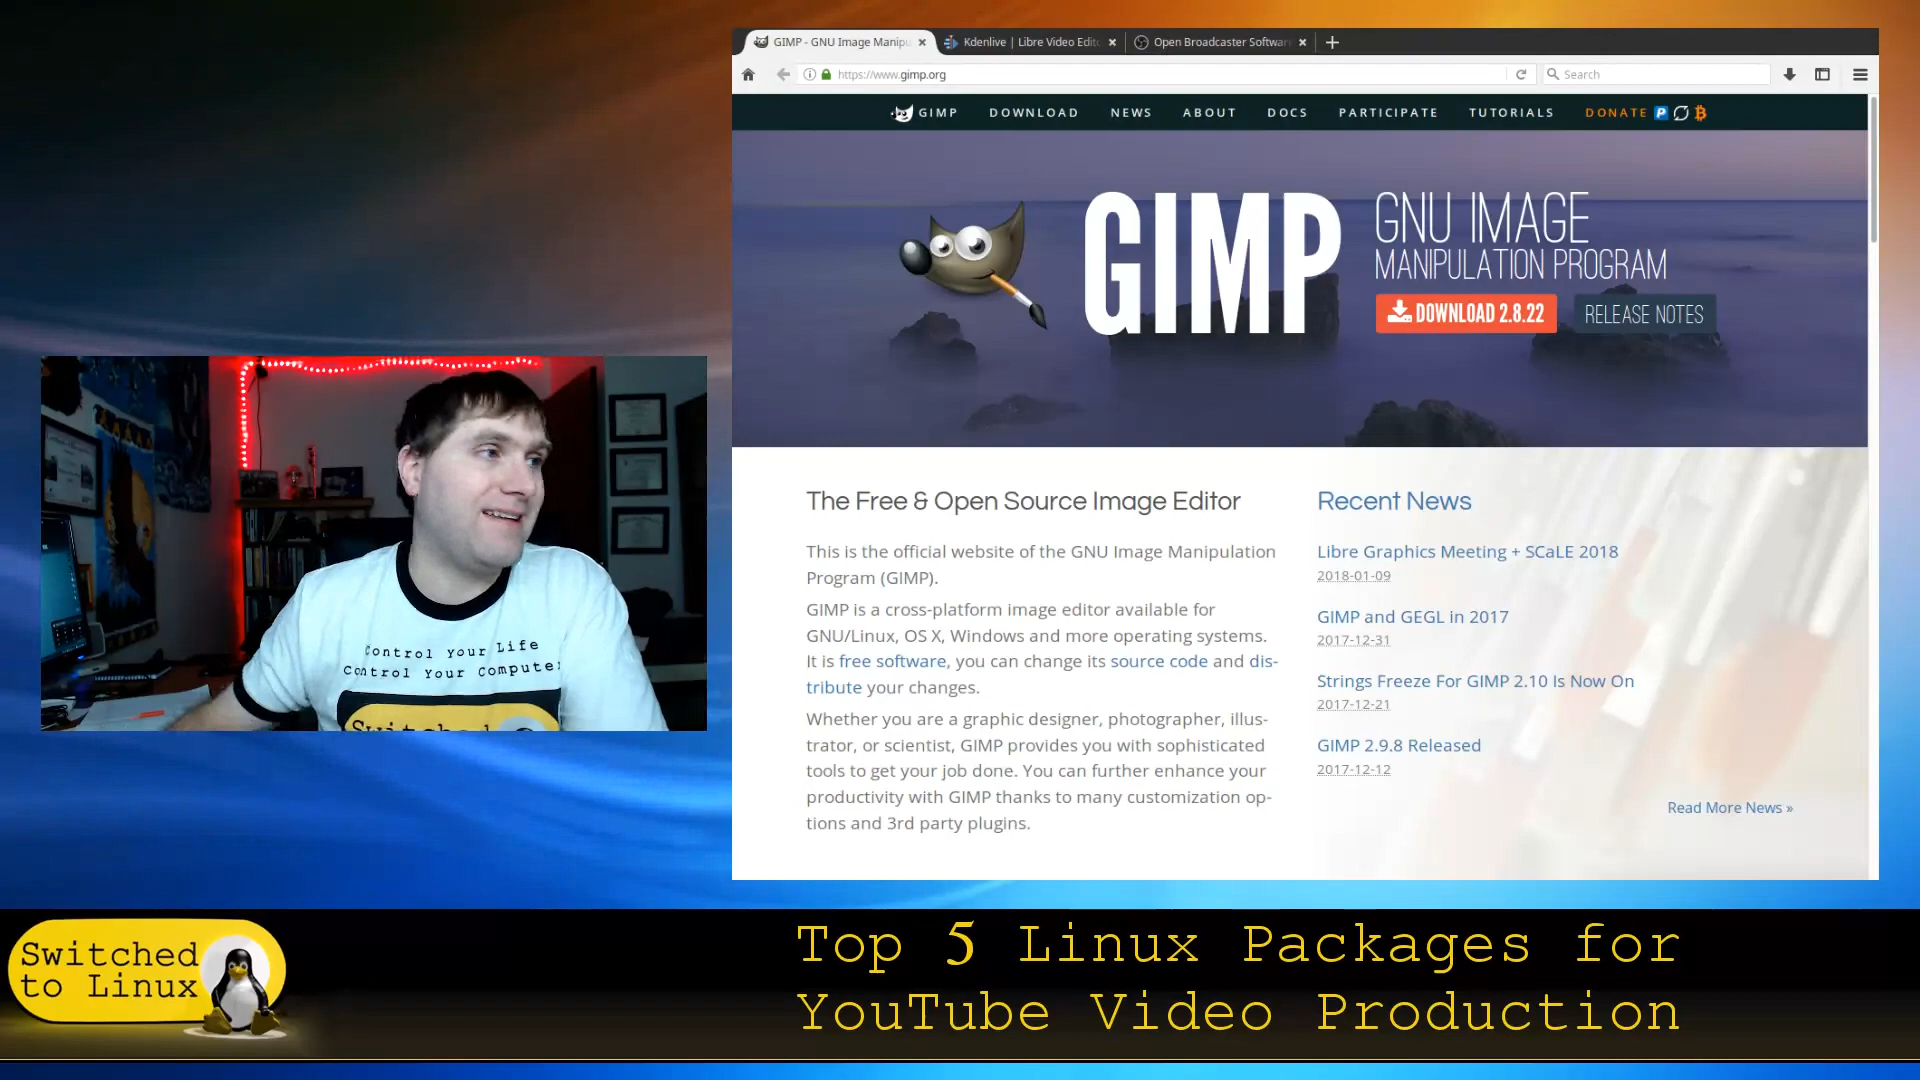 GIMP - GNU Image Manipu
Kdenlive | Libre Video Edito
Open Broadcaster Softwar
https://www.gimp.org
Search
GIMP
DOWNLOAD
NEWS
ABOUT
DOCS
PARTICIPATE
TUTORIALS
DONATE
GIMP
GNU IMAGE
MANIPULATION PROGRAM
DOWNLOAD 2.8.22
RELEASE NOTES
The Free & Open Source Image Editor
This is the official website of the GNU Image Manipulation
Program (GIMP).
GIMP is a cross-platform image editor available for
GNU/Linux, OS X, Windows and more operating systems.
It is free software, you can change its source code and dis-
tribute your changes.
Whether you are a graphic designer, photographer, illus-
trator, or scientist, GIMP provides you with sophisticated
tools to get your job done. You can further enhance your
productivity with GIMP thanks to many customization op-
tions and 3rd party plugins.
Recent News
Libre Graphics Meeting + SCaLE 2018
2018-01-09
GIMP and GEGL in 2017
2017-12-31
Strings Freeze For GIMP 2.10 Is Now On
2017-12-21
GIMP 2.9.8 Released
2017-12-12
Read More News »
Control Your Life
Control Your Computer
Switched
Switched
to Linux
Top 5 Linux Packages for
YouTube Video Production